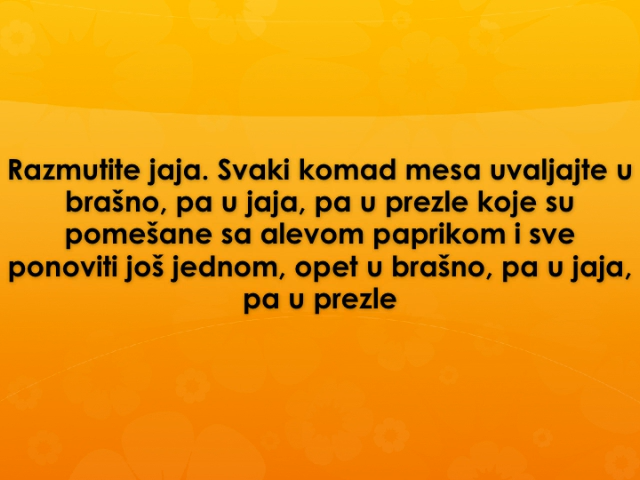 Razmutite jaja. Svaki komad mesa uvaljajte u
brašno, pa u jaja, pa u prezle koje su
pomešane sa alevom paprikom i sve
ponoviti još jednom, opet u brašno, pa u jaja,
pa u prezle